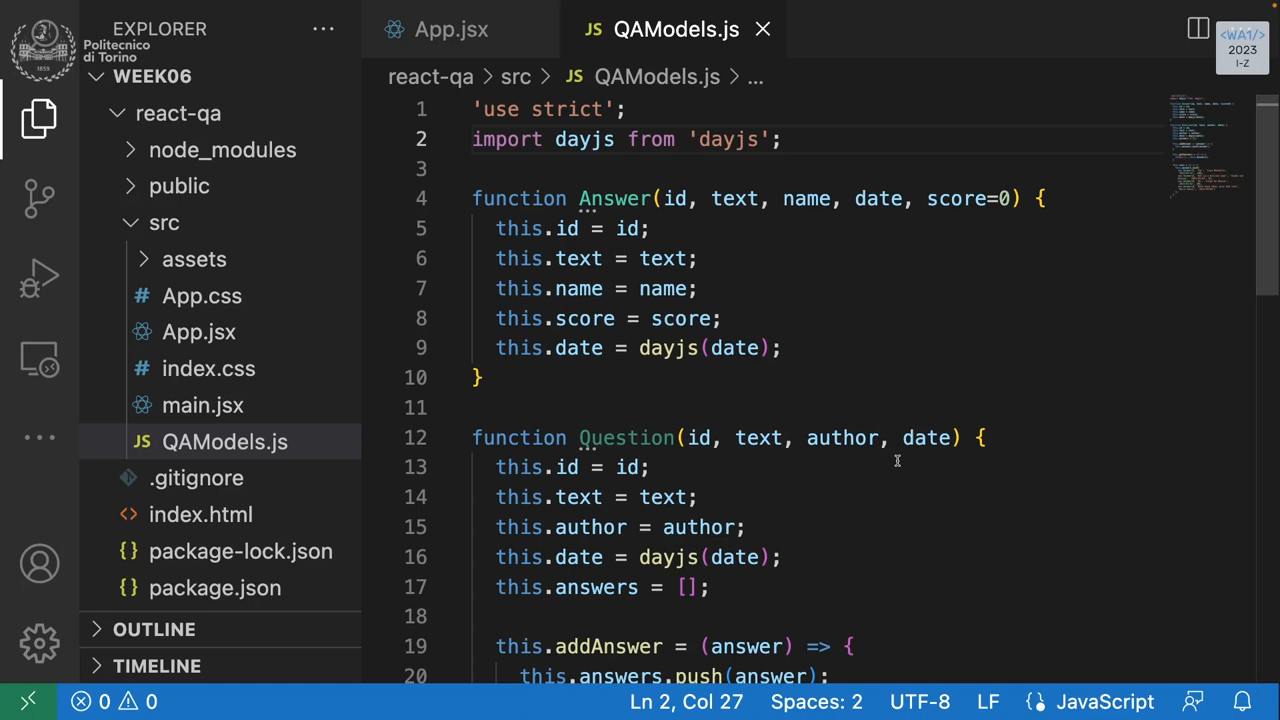 EXPLORER
Politecnico
di Torino
WEEK06
react-qa
node_modules
public
src
assets
App.css
App.jsx
index.css
main.jsx
JS QAModels.js
.gitignore
index.html
package-lock.json
package.json
OUTLINE
TIMELINE
App.jsx
JS QAModels.js
<WA1/>
2023
I-Z
react-qa > src > JS QAModels.js > ...
1 'use strict';
2 import dayjs from 'dayjs';
3
4 function Answer(id, text, name, date, score=0) {
5 this.id = id;
6 this.text = text;
7 this.name = name;
8 this.score = score;
9 this.date = dayjs(date);
10 }
11
12 function Question(id, text, author, date) {
13 this.id = id;
14 this.text = text;
15 this.author = author;
16 this.date = dayjs(date);
17 this.answers = [];
18
19 this.addAnswer = (answer) => {
20 this.answers.push(answer);
0 0 Ln 2, Col 27 Spaces: 2 UTF-8 LF {} JavaScript